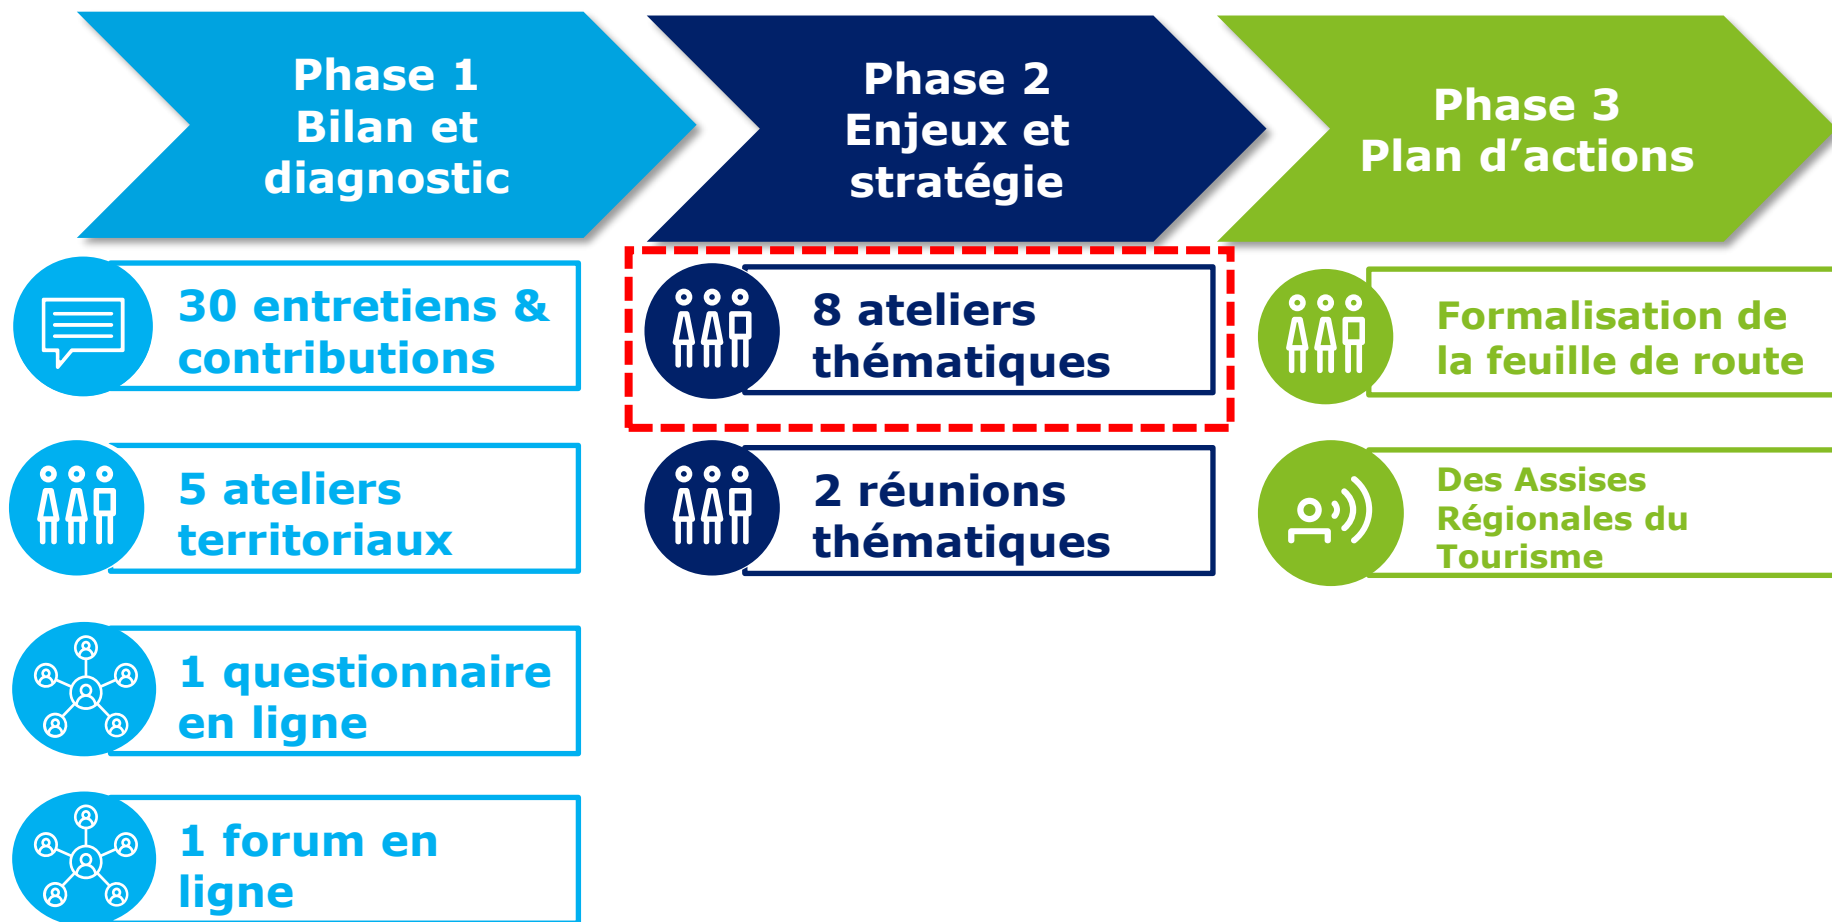 Phase 1
Bilan et
diagnostic
Phase 2
Enjeux et
stratégie
Phase 3
Plan d’actions
30 entretiens &
contributions
5 ateliers
territoriaux
1 questionnaire
en ligne
1 forum en
ligne
8 ateliers
thématiques
2 réunions
thématiques
Formalisation de
la feuille de route
Des Assises
Régionales du
Tourisme